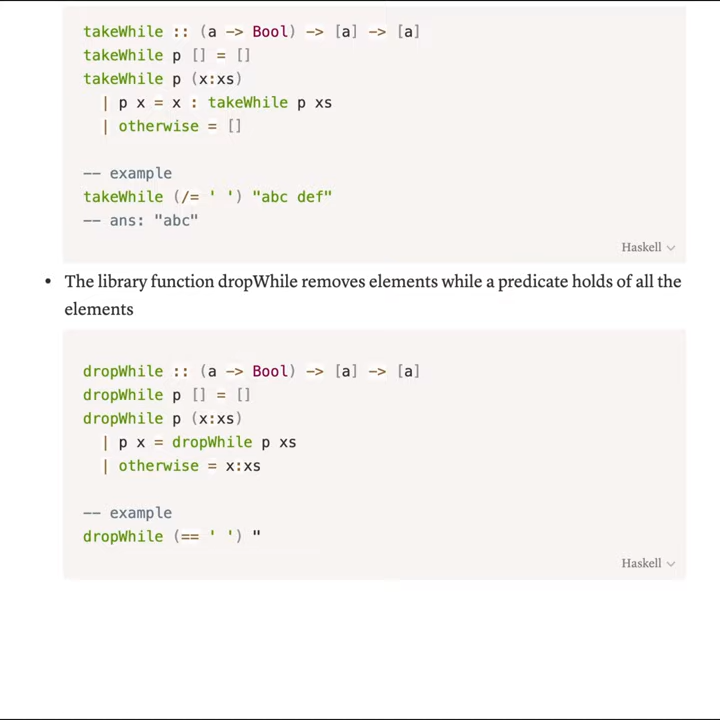 takeWhile :: (a -> Bool) -> [a] -> [a]
takeWhile p [] = []
takeWhile p (x:xs)
  | p x = x : takeWhile p xs
  | otherwise = []

-- example
takeWhile (/= ' ') "abc def"
-- ans: "abc"
Haskell
• The library function dropWhile removes elements while a predicate holds of all the
elements
dropWhile :: (a -> Bool) -> [a] -> [a]
dropWhile p [] = []
dropWhile p (x:xs)
  | p x = dropWhile p xs
  | otherwise = x:xs

-- example
dropWhile (== ' ') "
Haskell